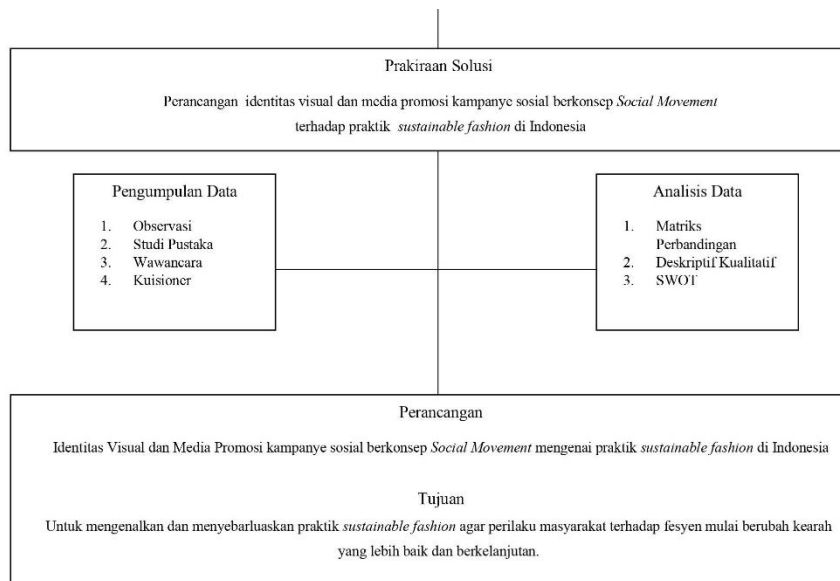 Prakiraan Solusi
Perancangan identitas visual dan media promosi kampanye sosial berkonsep Social Movement
terhadap praktik sustainable fashion di Indonesia
Pengumpulan Data
1. Observasi
2. Studi Pustaka
3. Wawancara
4. Kuisioner
Analisis Data
1. Matriks
Perbandingan
2. Deskriptif Kualitatif
3. SWOT
Perancangan
Identitas Visual dan Media Promosi kampanye sosial berkonsep Social Movement mengenai praktik sustainable fashion di Indonesia
Tujuan
Untuk mengenalkan dan menyebarluaskan praktik sustainable fashion agar perilaku masyarakat terhadap fesyen mulai berubah kearah
yang lebih baik dan berkelanjutan.